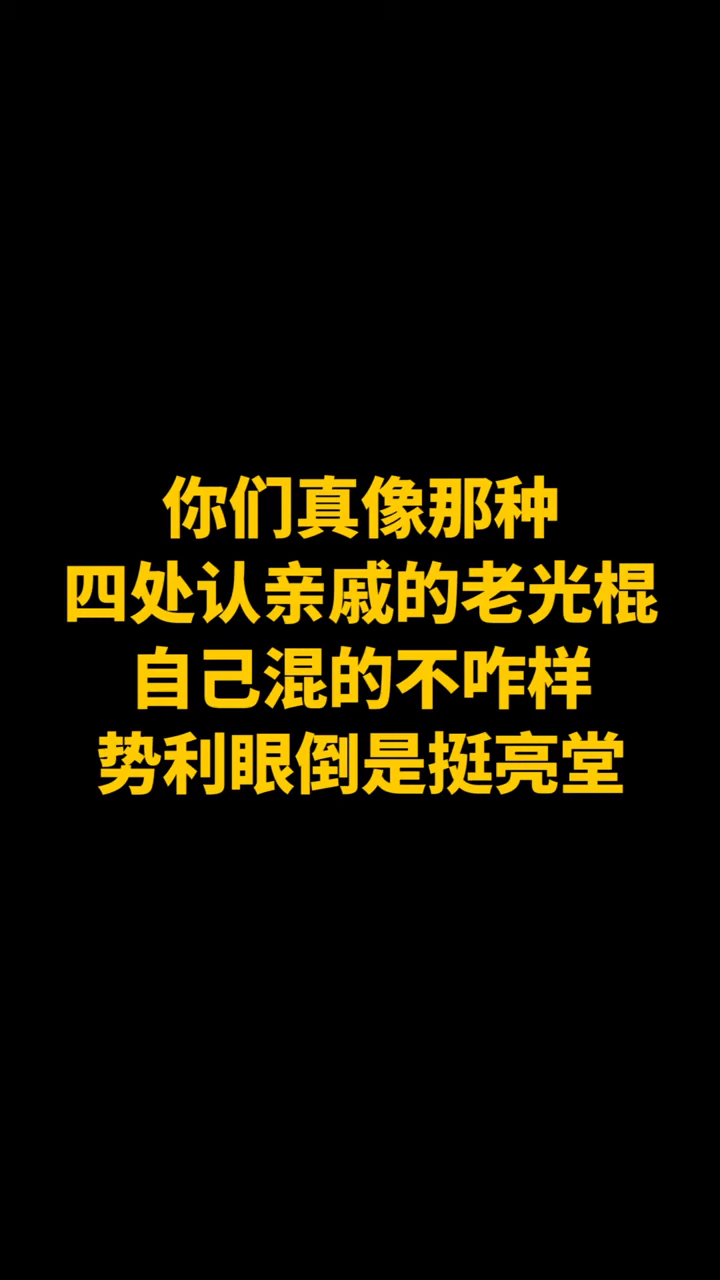 你们真像那种
四处认亲戚的老光棍
自己混的不咋样
势利眼倒是挺亮堂